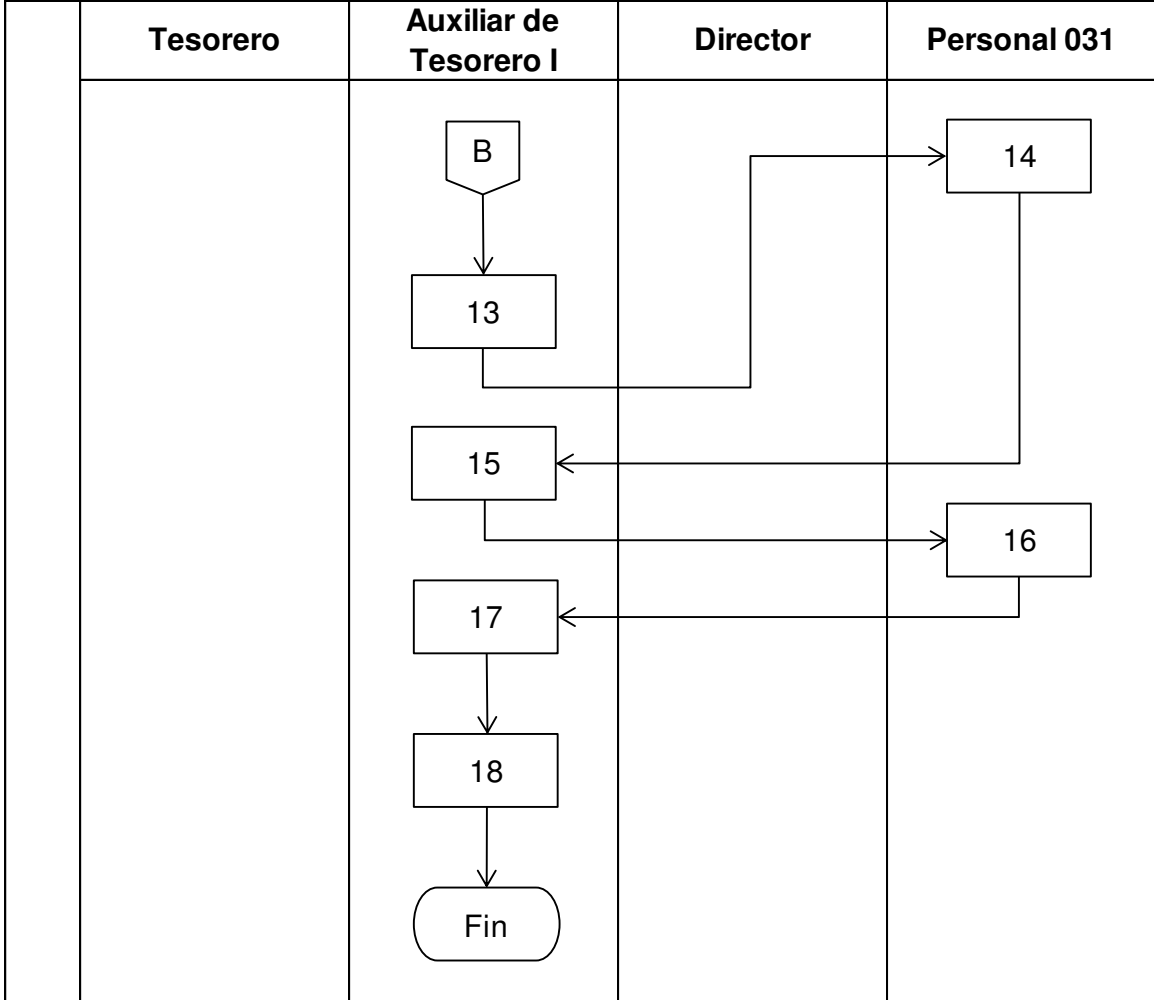 Tesorero
Auxiliar de
Tesorero I
Director
Personal 031
B
14
13
15
16
17
18
Fin